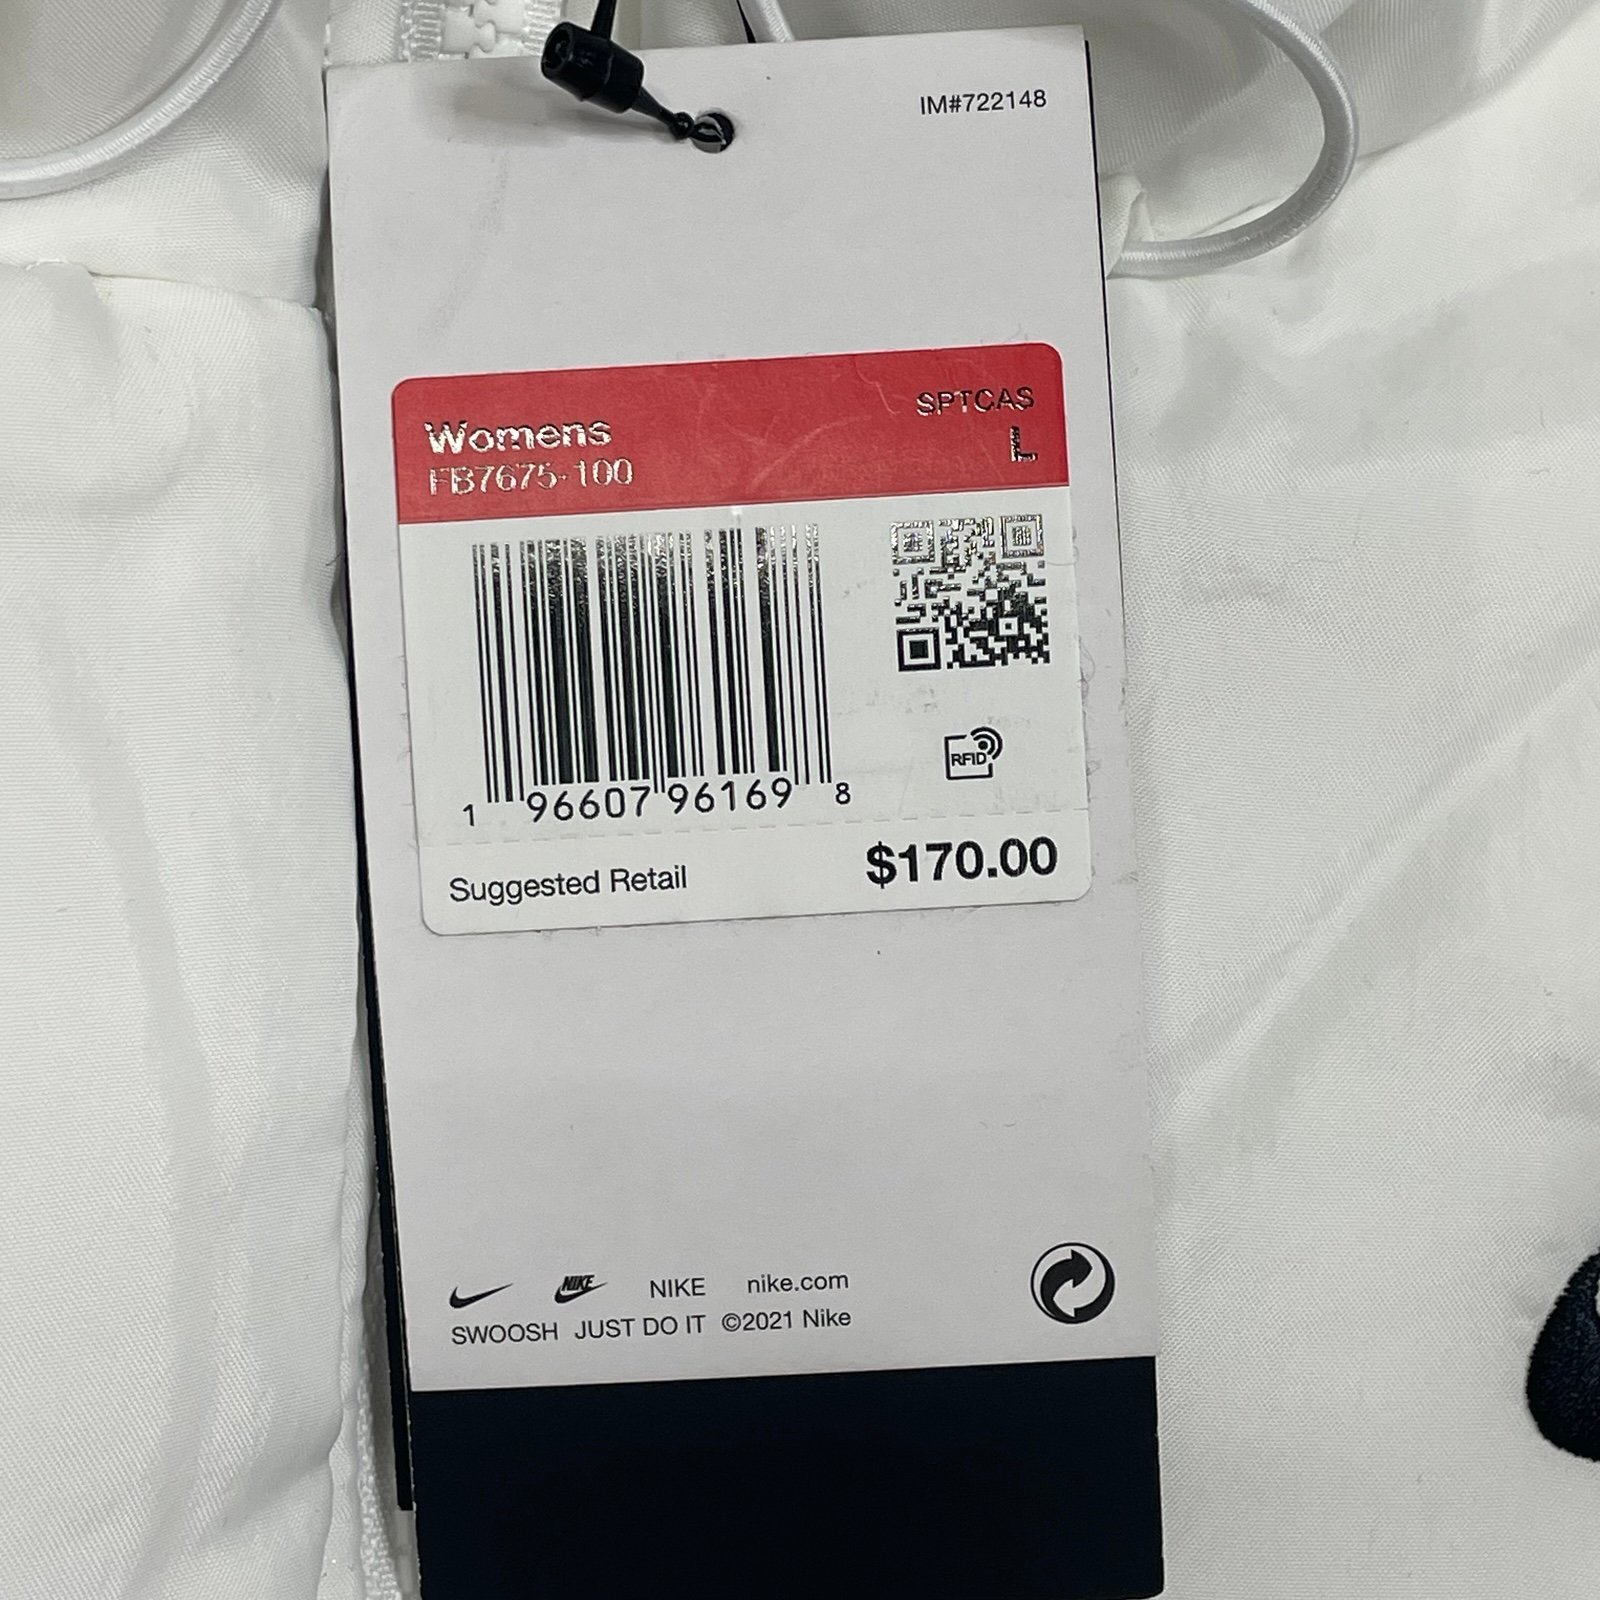 IM#722148
Womens SPTCAS
FB7675-100 L
RFID
1 96607 96169 8
Suggested Retail $170.00
NIKE NIKE nike.com
SWOOSH JUST DO IT ©2021 Nike